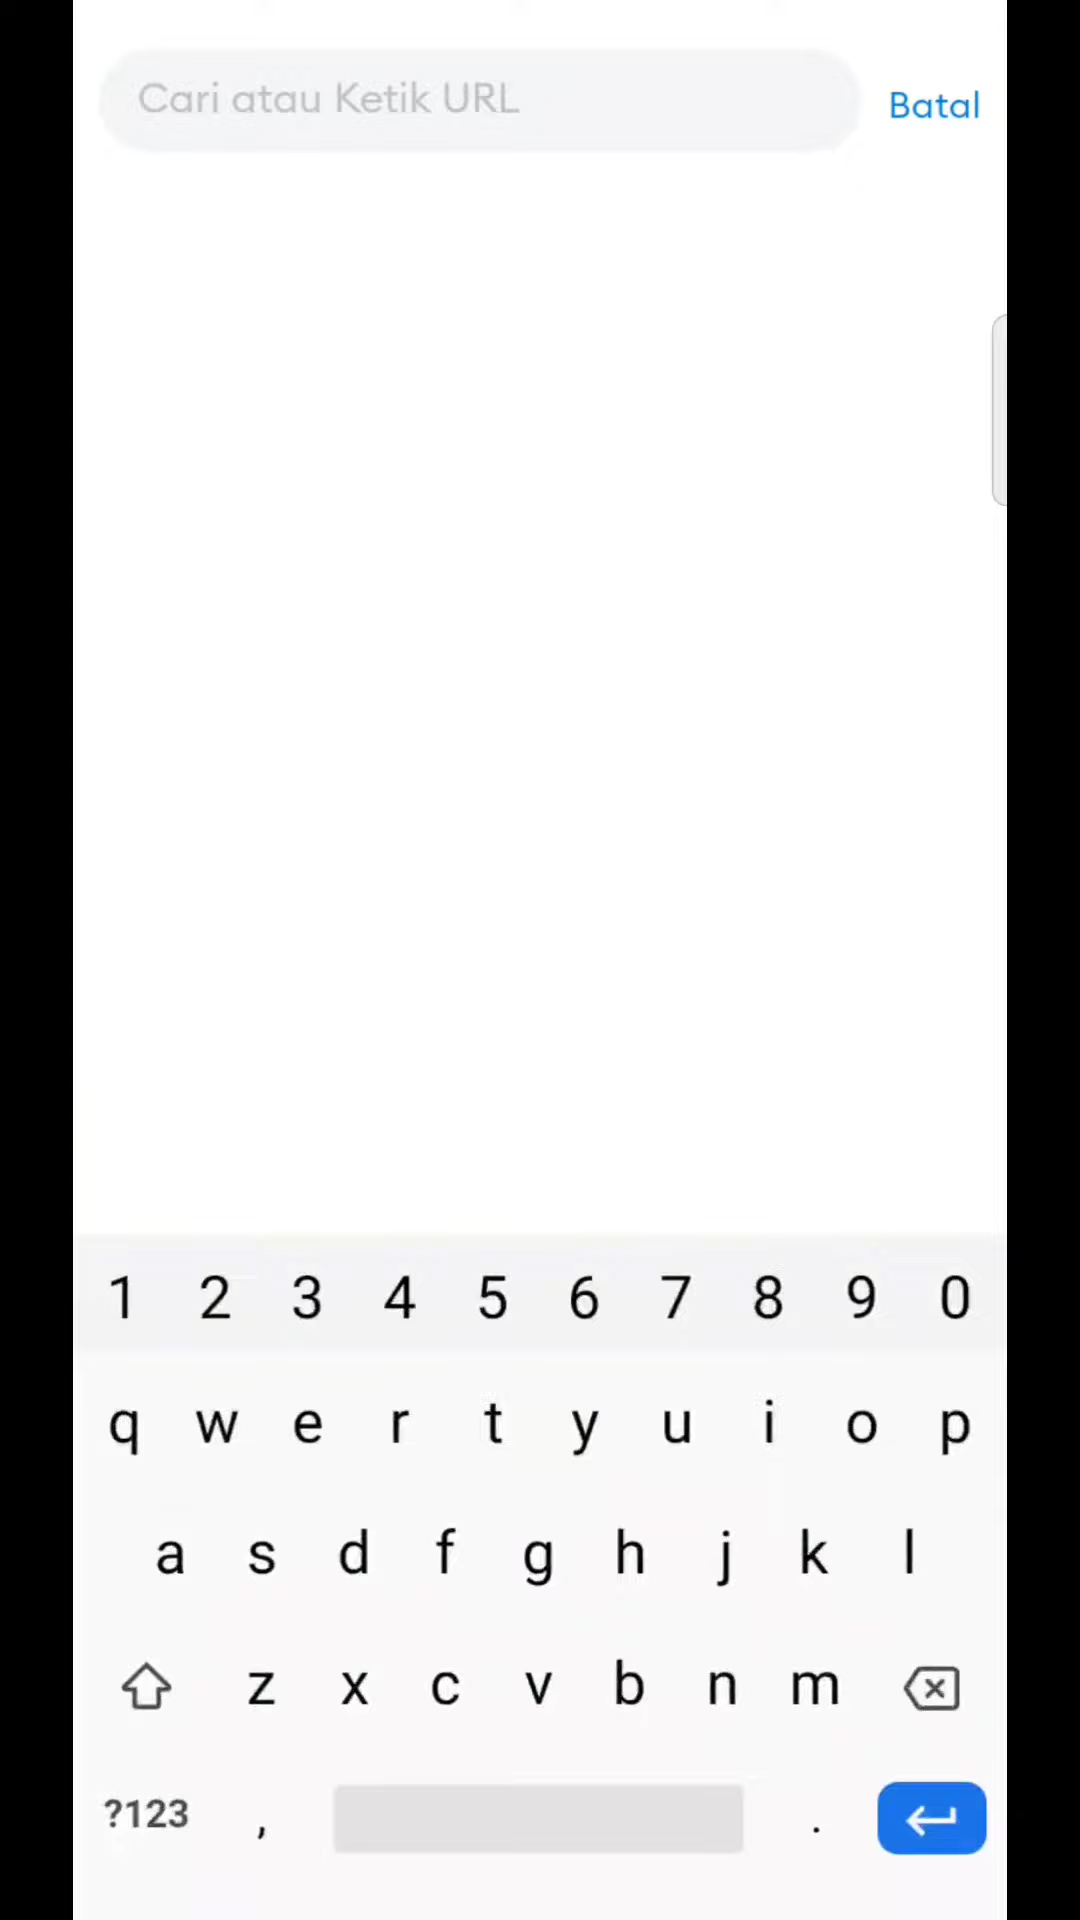 Cari atau Ketik URL
Batal
1 2 3 4 5 6 7 8 9 0
q w e r t y u i o p
a s d f g h j k l
z x c v b n m
?123 , .